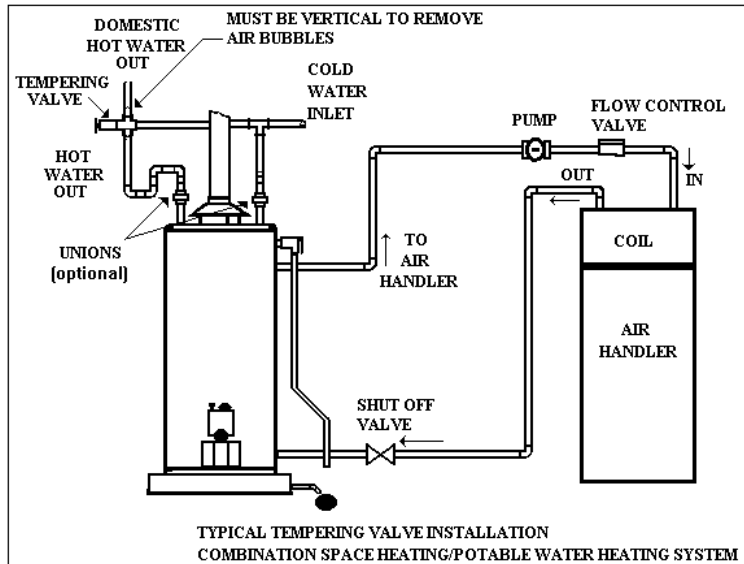 DOMESTIC
HOT WATER
OUT
MUST BE VERTICAL TO REMOVE
AIR BUBBLES
TEMPERING
VALVE
COLD
WATER
INLET
HOT
WATER
OUT
PUMP
FLOW CONTROL
VALVE
IN
OUT
UNIONS
(optional)
TO
AIR
HANDLER
COIL
AIR
HANDLER
SHUT OFF
VALVE
TYPICAL TEMPERING VALVE INSTALLATION
COMBINATION SPACE HEATING/POTABLE WATER HEATING SYSTEM